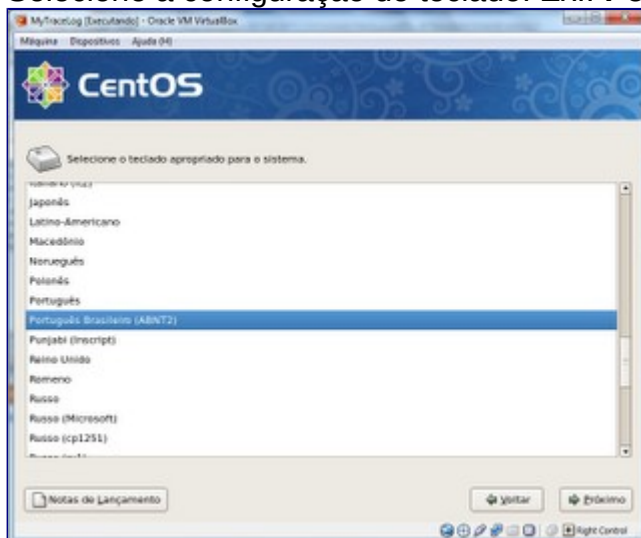 Selecione a configuração do teclado.
MyTraceLog [Executando] - Oracle VM VirtualBox
Máquina Dispositivos Ajuda (H)
CentOS
Selecione o teclado apropriado para o sistema.
Japonês
Latino-Americano
Macedônio
Norueguês
Polonês
Português
Português Brasileiro (ABNT2)
Punjabi (Inscript)
Reino Unido
Romeno
Russo
Russo (Microsoft)
Russo (cp1251)
Notas de Lançamento
Voltar
Próximo
Right Control